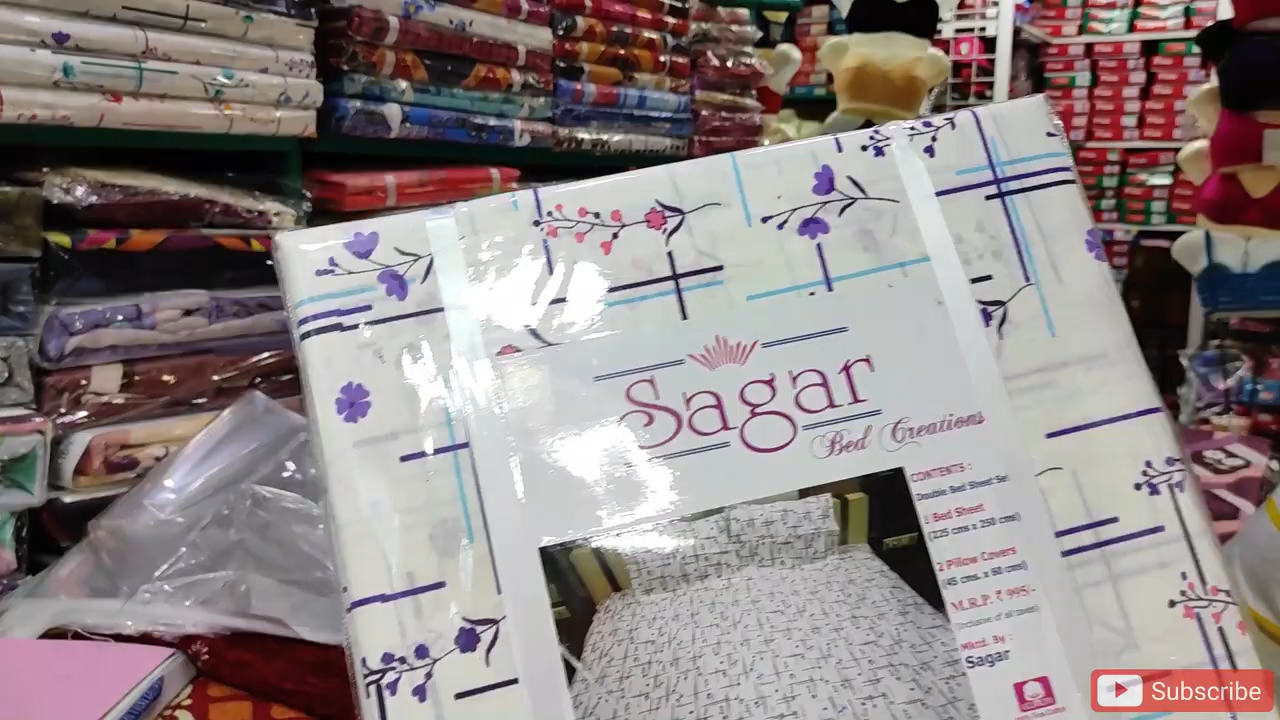 Sagar
Bed Creations
CONTENTS :
Double Bed Sheet Set
1 Bed Sheet
(225 cms x 250 cms)
2 Pillow Covers
(45 cms. x 60 cms)
M.R.P. ₹ 995/-
(Inclusive of all taxes)
Mktd. By :
Sagar
Subscribe